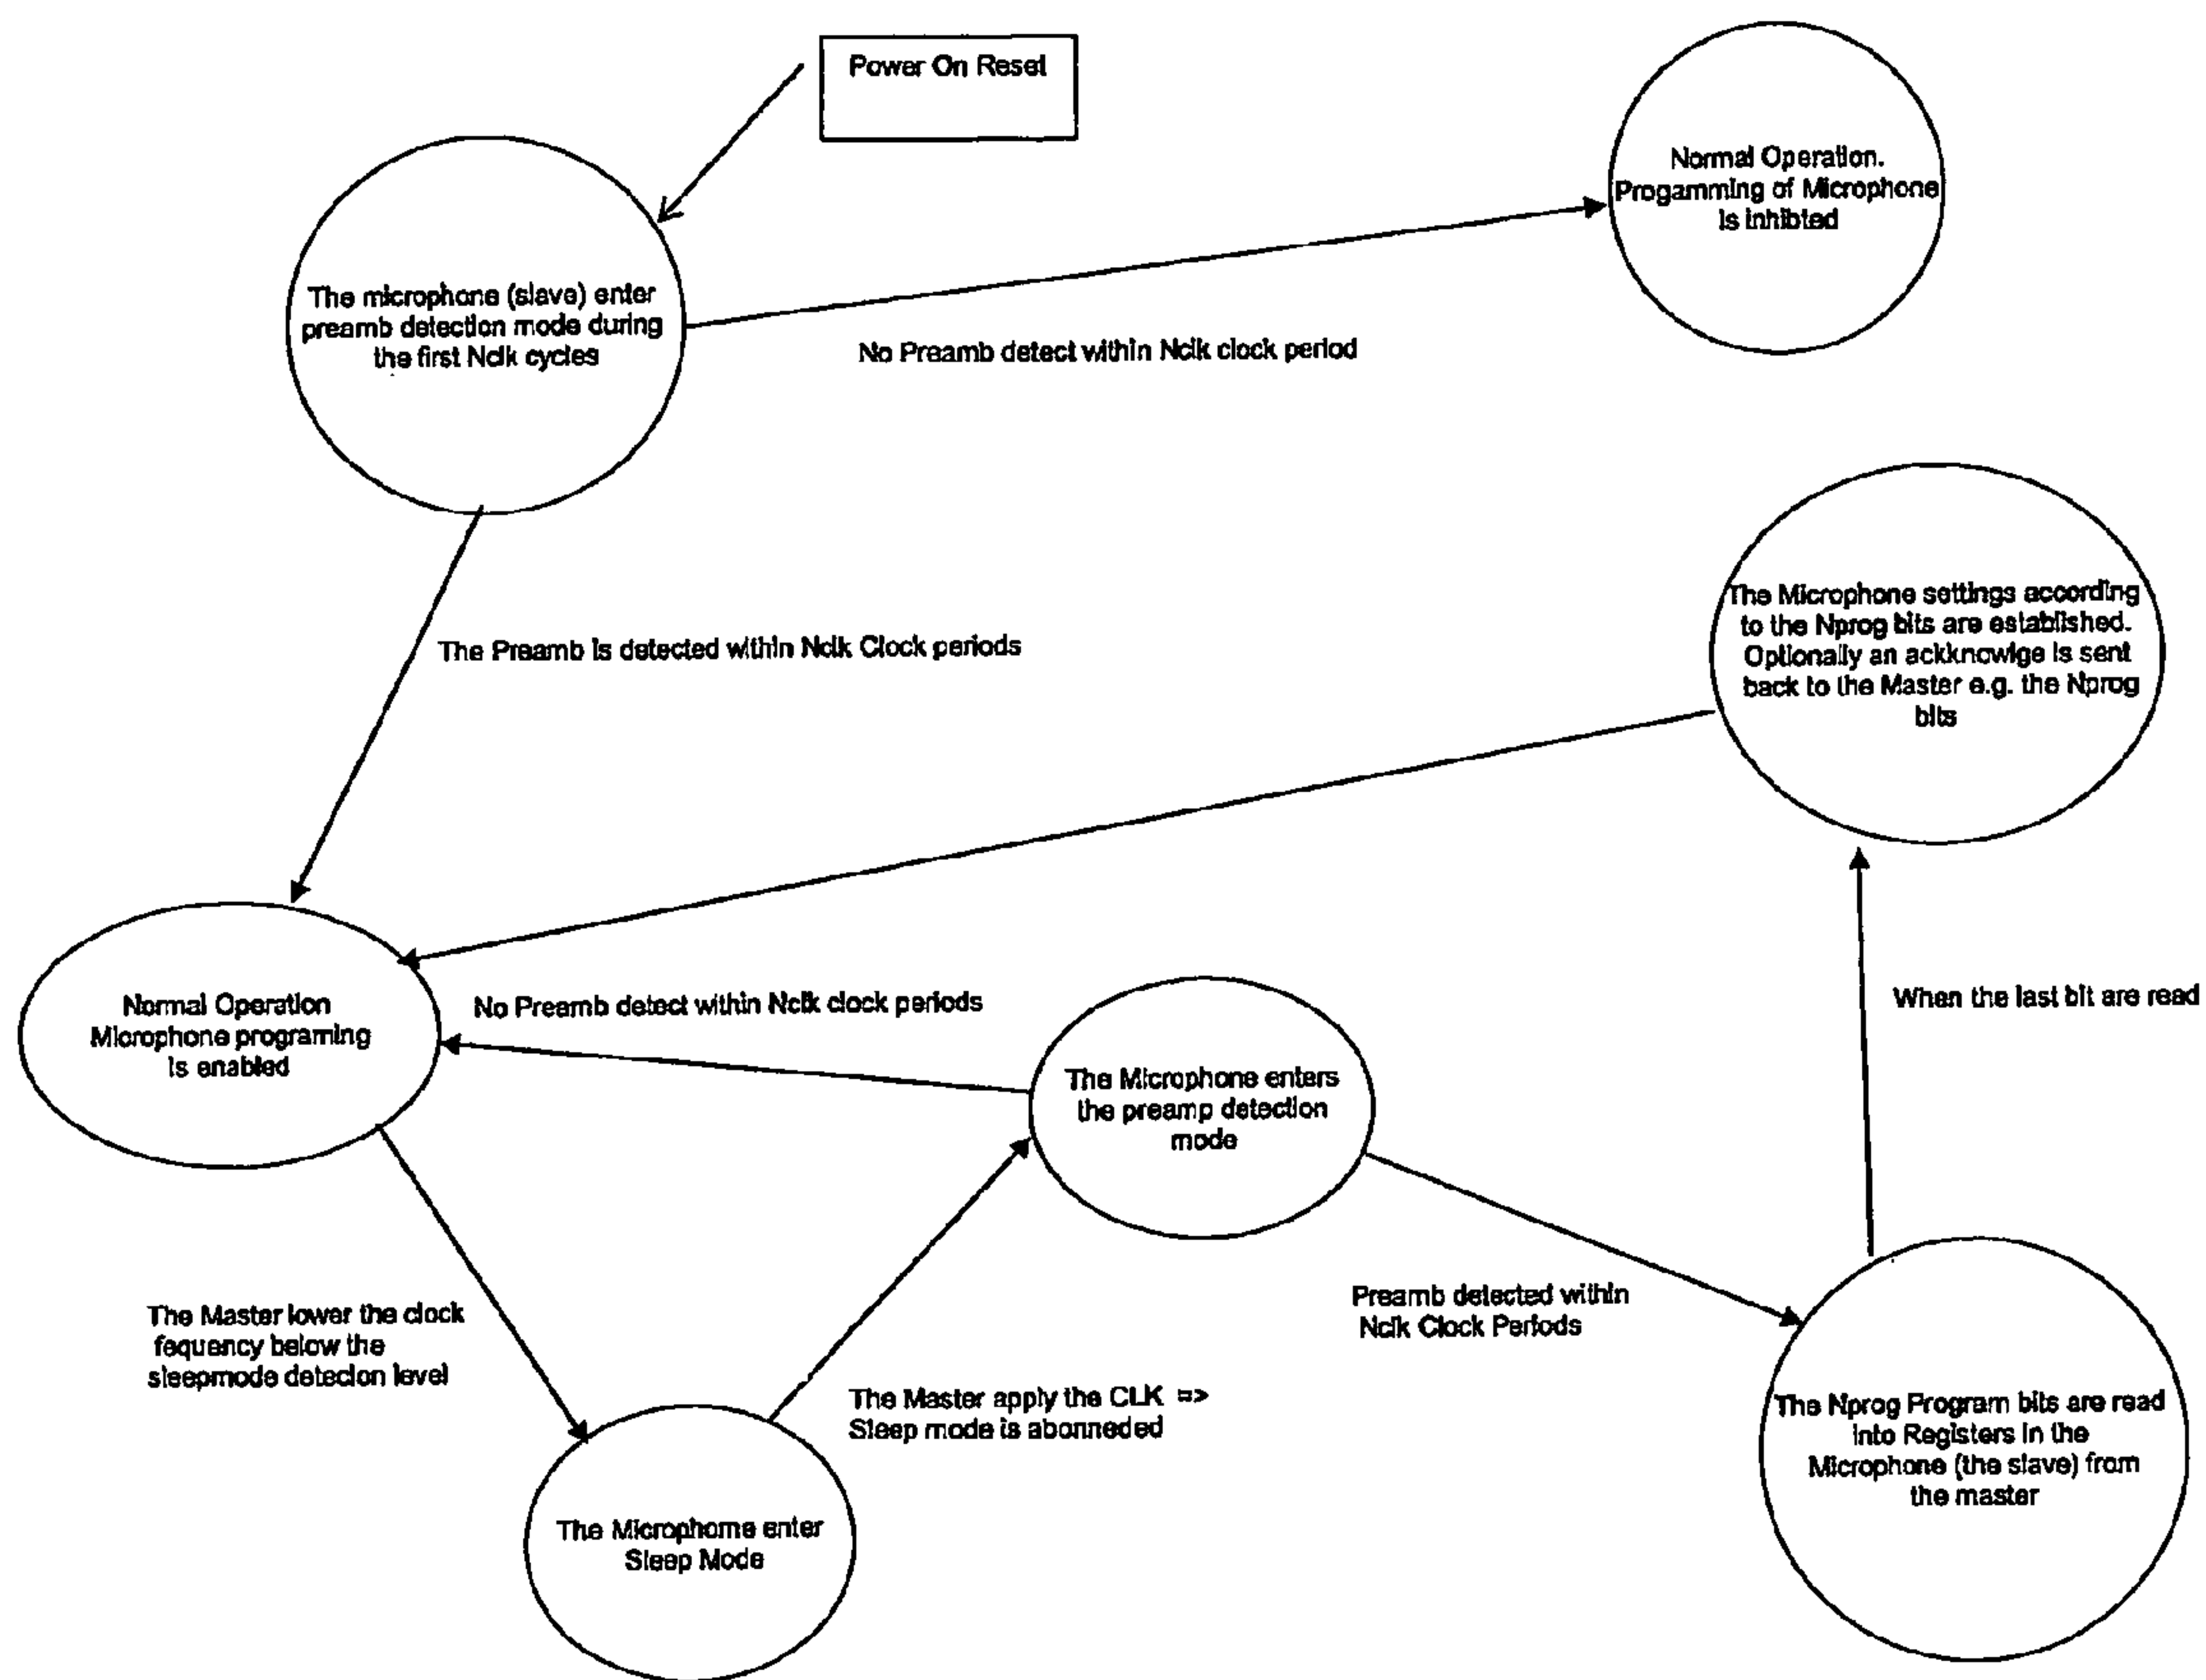 Power On Reset
Normal Operation.
Progamming of Microphone
is inhibted
The microphone (slave) enter
preamb detection mode during
the first Nclk cycles
No Preamb detect within Nclk clock period
The Microphone settings according
to the Nprog bits are established.
Optionally an ackknowlge is sent
back to the Master e.g. the Nprog
bits
The Preamb is detected within Nclk Clock periods
Normal Operation
Microphone programing
is enabled
No Preamb detect within Nclk clock periods
When the last bit are read
The Microphone enters
the preamp detection
mode
The Master lower the clock
fequency below the
sleepmode detecion level
Preamb detected within
Nclk Clock Periods
The Master apply the CLK =>
Sleep mode is abonneded
The Nprog Program bits are read
into Registers in the
Microphone (the slave) from
the master
The Microphome enter
Sleep Mode